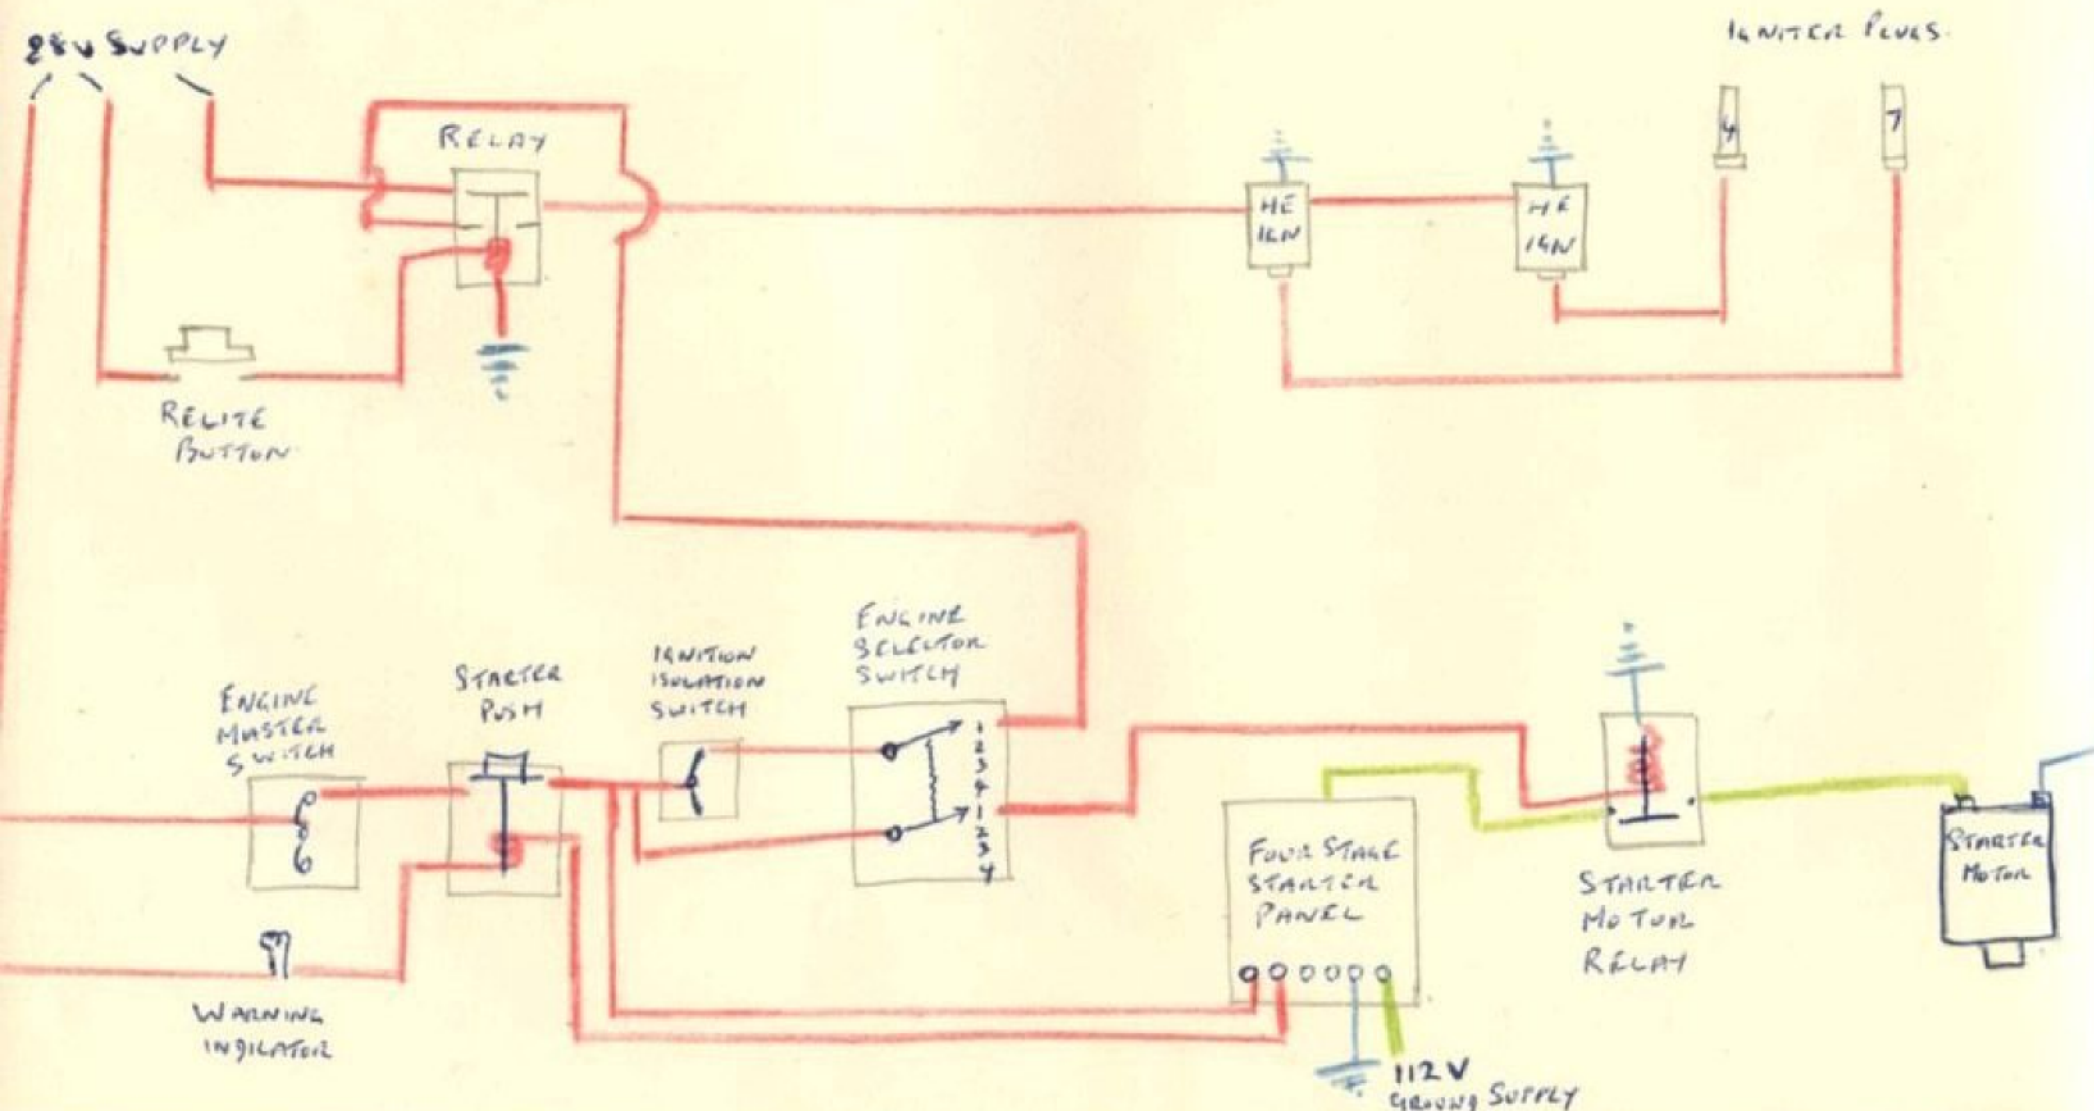 28V SUPPLY
IGNITER PLUGS.
RELAY
4
7
HE
IGN
HE
IGN
RELITE
BUTTON
ENGINE
SELECTOR
SWITCH
IGNITION
ISOLATION
SWITCH
STARTER
PUSH
ENGINE
MASTER
SWITCH
1
2
3
4
1
2
3
4
FOUR STAGE
STARTER
PANEL
STARTER
MOTOR
RELAY
STARTER
MOTOR
WARNING
INDICATOR
112V
GROUND SUPPLY